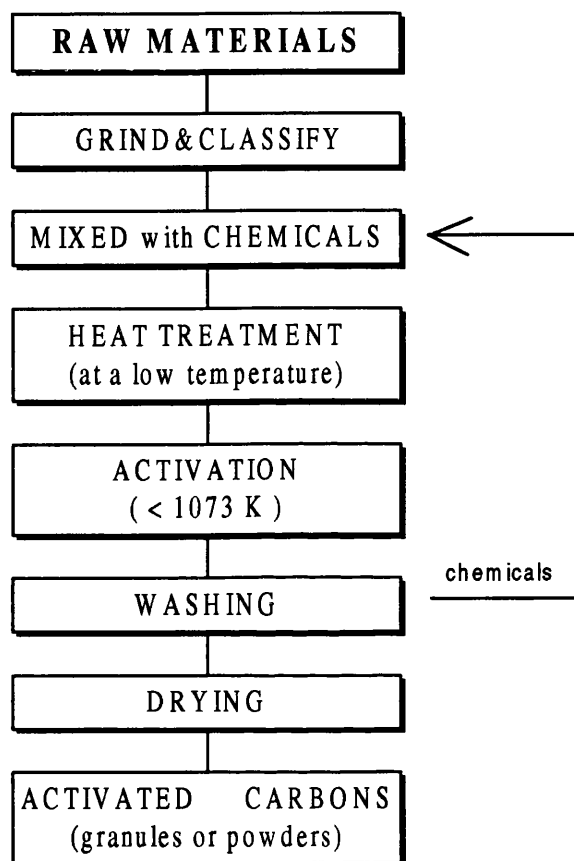 RAW MATERIALS
GRIND&CLASSIFY
MIXED with CHEMICALS
HEAT TREATMENT
(at a low temperature)
ACTIVATION
( < 1073 K )
chemicals
WASHING
DRYING
ACTIVATED CARBONS
(granules or powders)